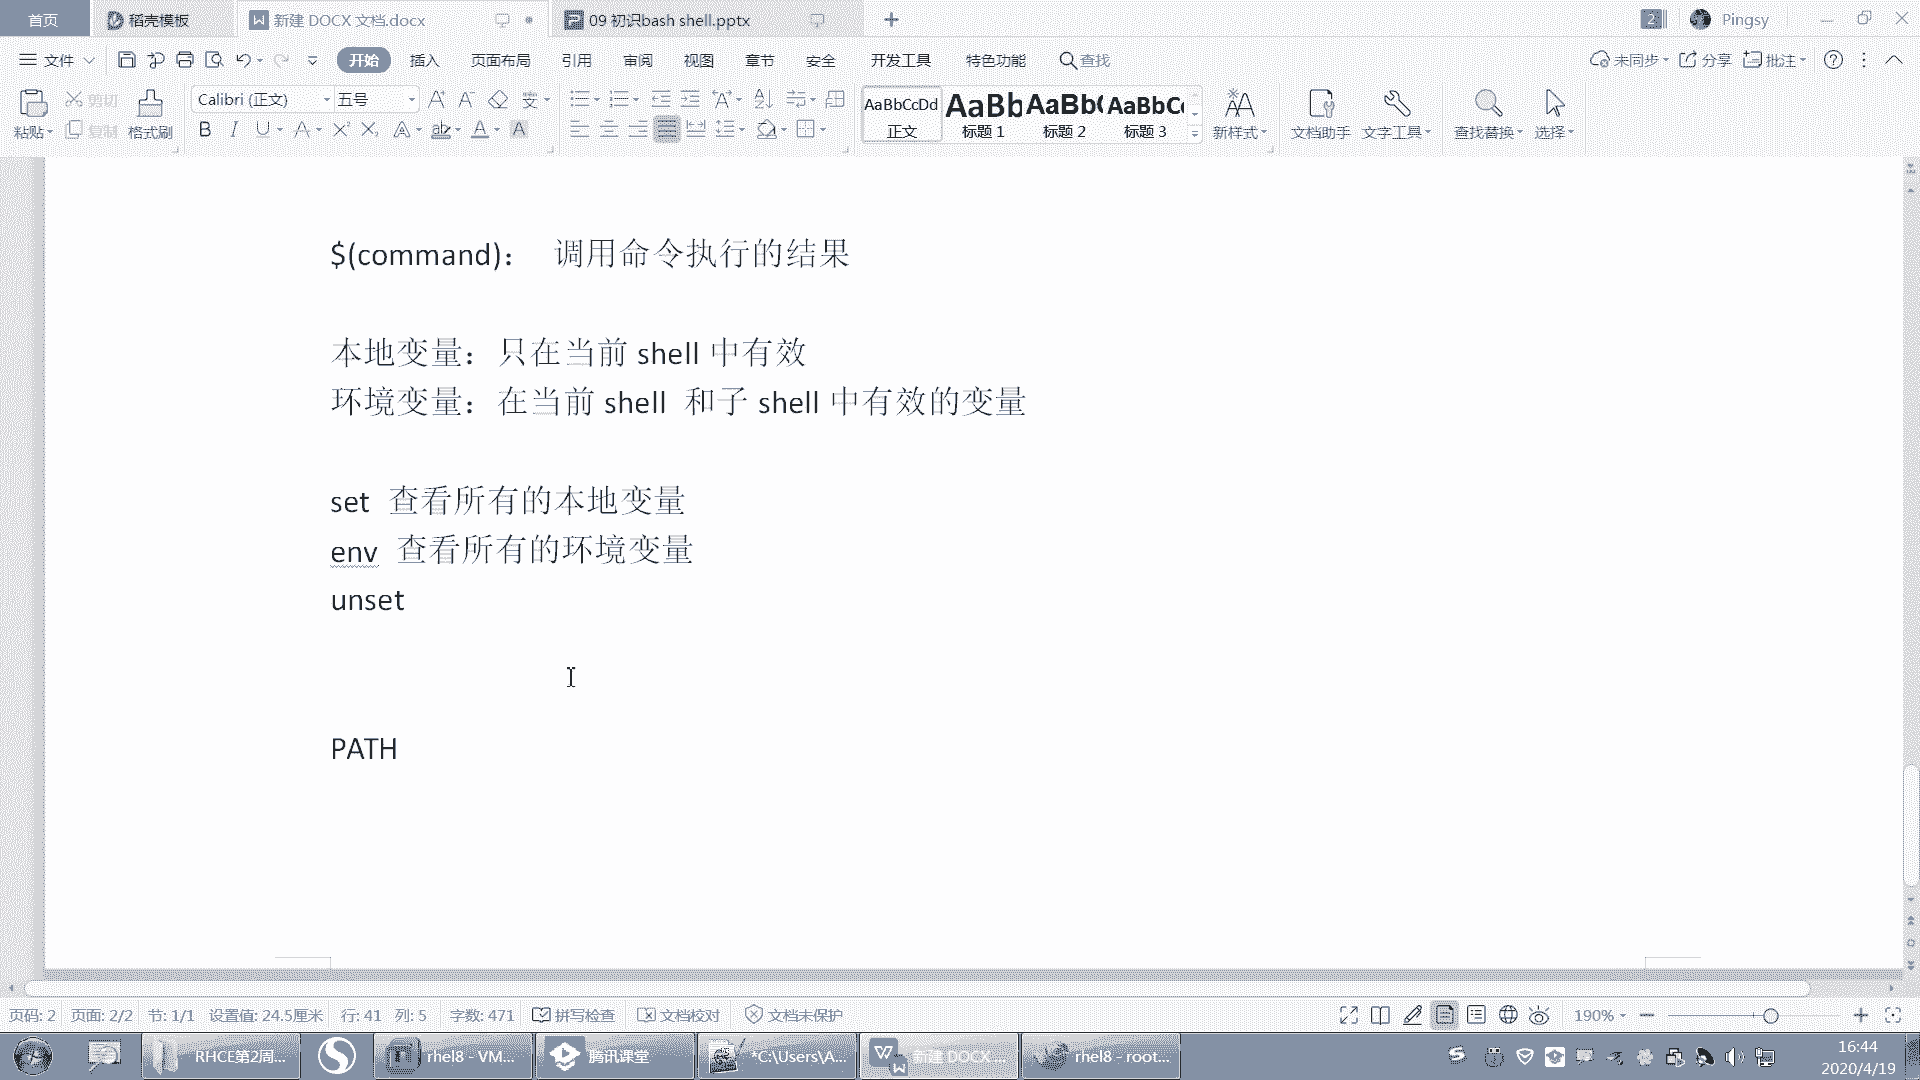 首页 稻壳模板 新建 DOCX 文档.docx 09 初识bash shell.pptx 2 Pingsy
文件 开始 插入 页面布局 引用 审阅 视图 章节 安全 开发工具 特色功能 查找 未同步 分享 批注
粘贴 剪切 复制 格式刷 Calibri (正文) 五号 AaBbCcDd 正文 AaBb 标题 1 AaBb( 标题 2 AaBbC 标题 3 新样式 文档助手 文字工具 查找替换 选择
$(command)： 调用命令执行的结果
本地变量：只在当前 shell 中有效
环境变量：在当前 shell 和子 shell 中有效的变量
set 查看所有的本地变量
env 查看所有的环境变量
unset
PATH
页码: 2 页面: 2/2 节: 1/1 设置值: 24.5厘米 行: 41 列: 5 字数: 471 拼写检查 文档校对 文档未保护 190%
RHCE第2周... rhel8 - VM... 腾讯课堂 *C:\Users\A... 新建 DOCX ... rhel8 - root... 16:44
2020/4/19